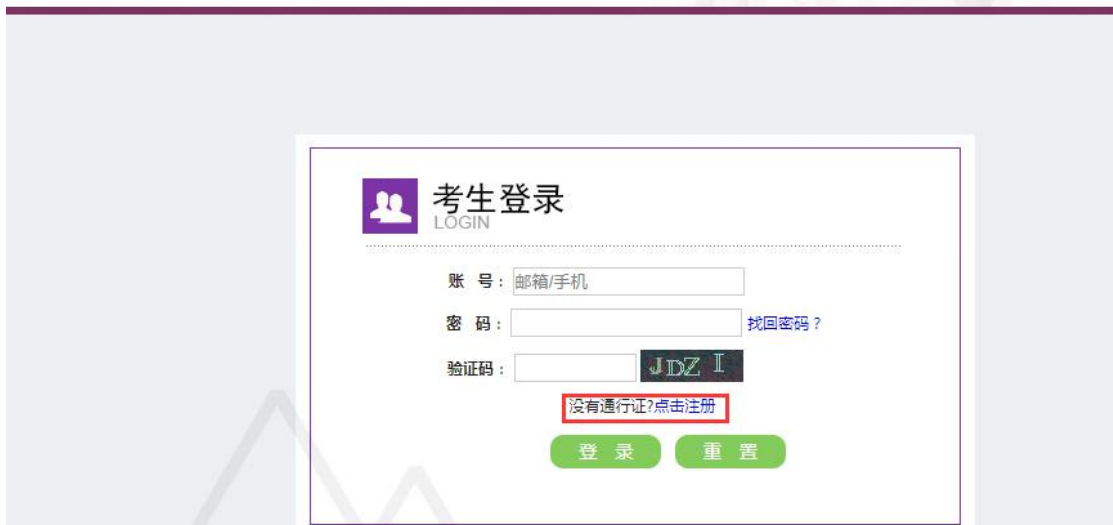 考生登录
LOGIN
账 号: 邮箱/手机
密 码: 找回密码?
验证码: JDZI
没有通行证?点击注册
登 录 重 置